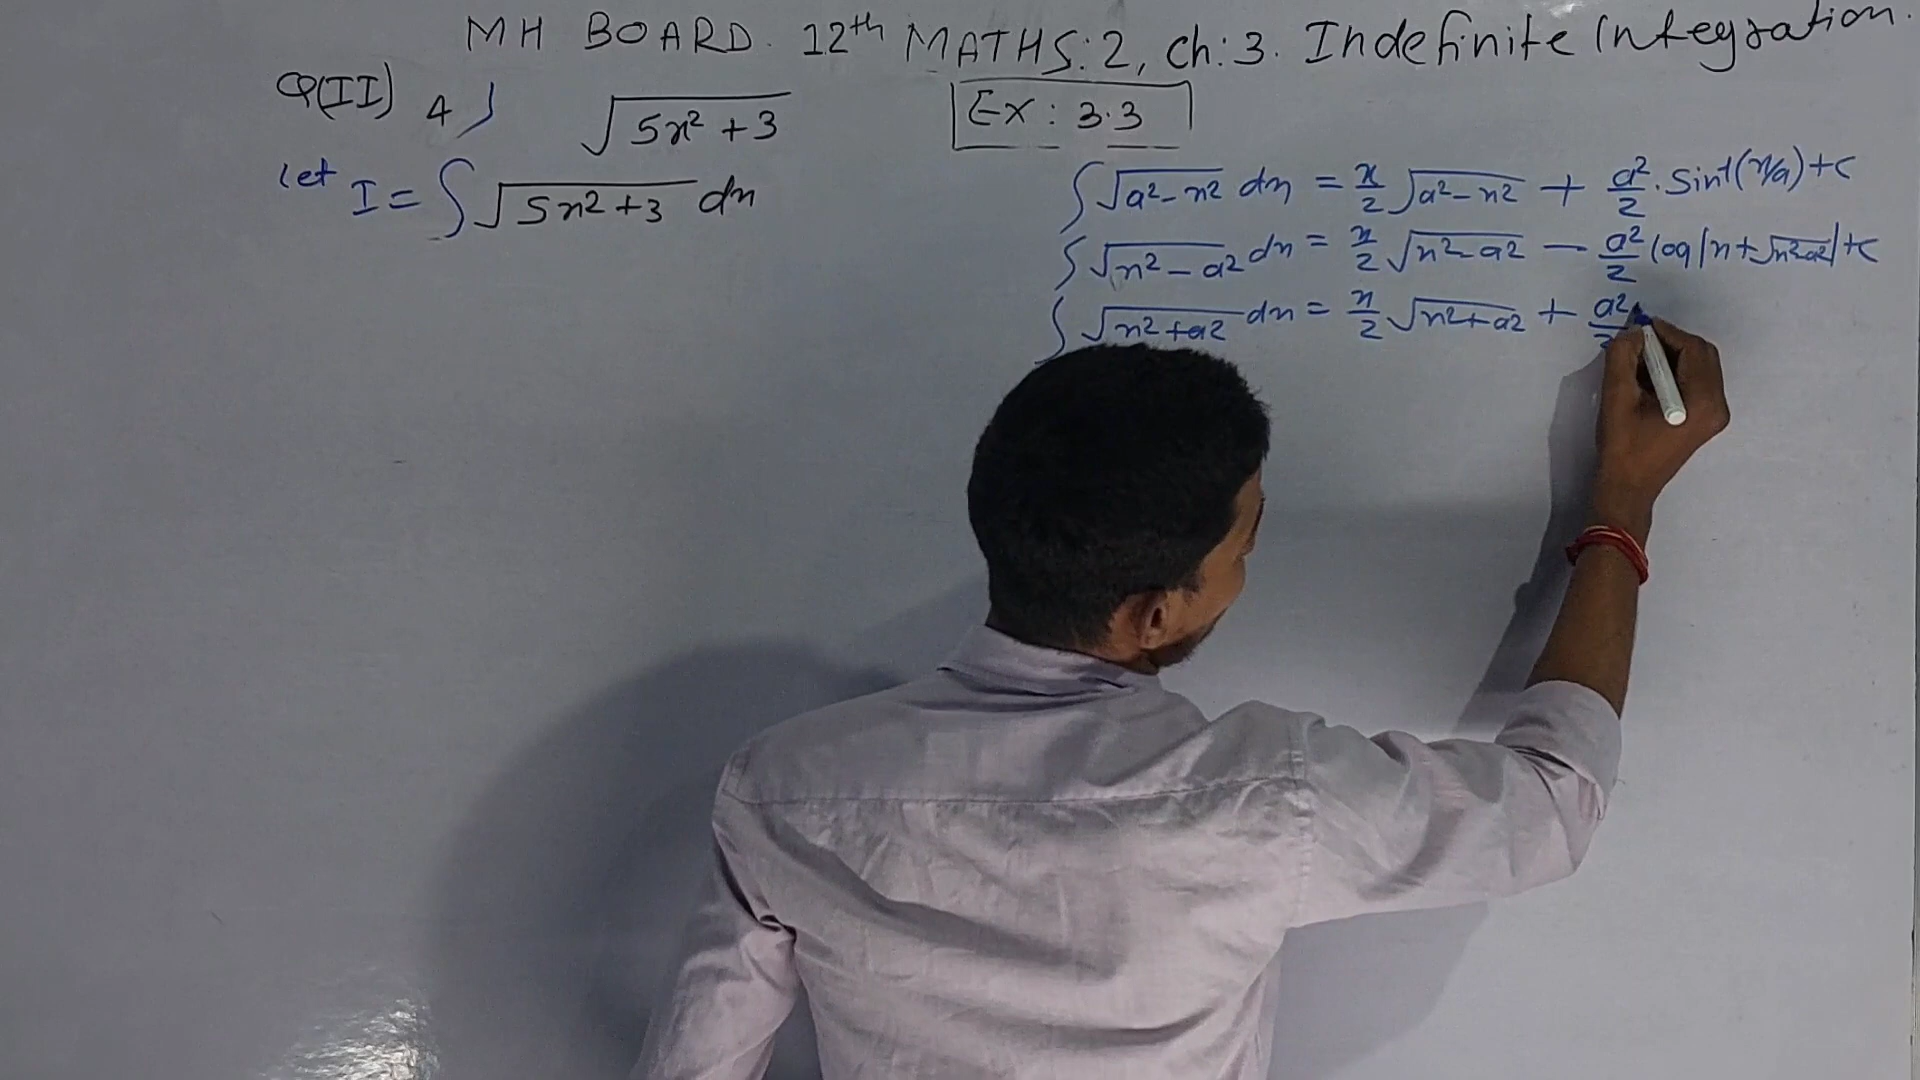 MH BOARD. 12th MATHS:2, Ch:3. Indefinite Integration.
Q(II) 4) √(5x² + 3)
Ex : 3.3
Let I = ∫ √(5x² + 3) dx
∫ √(a² - x²) dx = x/2 √(a² - x²) + a²/2 . Sin⁻¹(x/a) + c
∫ √(x² - a²) dx = x/2 √(x² - a²) - a²/2 log|x + √(x² - a²)| + c
∫ √(x² + a²) dx = x/2 √(x² + a²) + a²/2